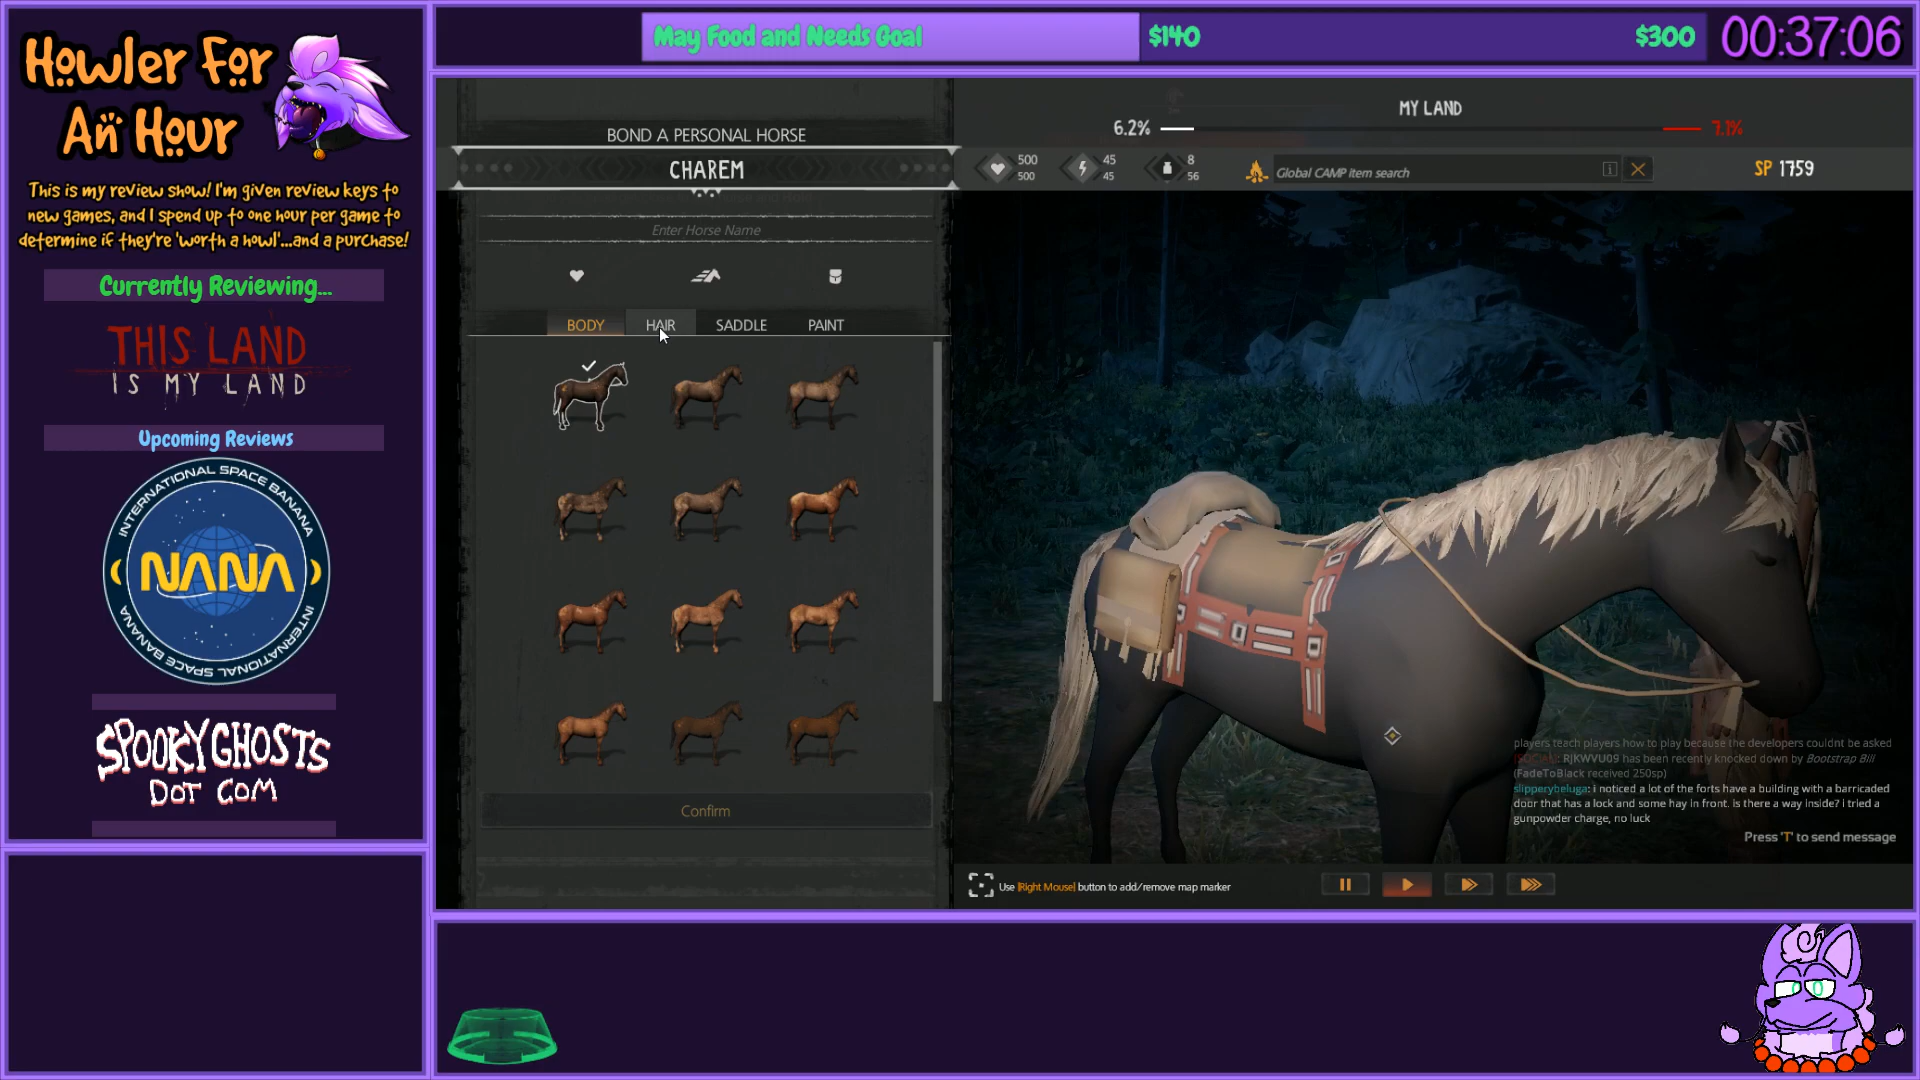 Howler For
An Hour
This is my review show! I'm given review keys to
new games, and I spend up to one hour per game to
determine if they're 'worth a howl'...and a purchase!
Currently Reviewing...
THIS LAND
IS MY LAND
Upcoming Reviews
INTERNATIONAL SPACE BANANA
NANA
INTERNATIONAL SPACE BANANA
SPOOKY GHOSTS
DOT COM
May Food and Needs Goal
$140
$300
00:37:06
BOND A PERSONAL HORSE
CHAREM
Enter Horse Name
BODY
HAIR
SADDLE
PAINT
Confirm
MY LAND
6.2%
7.1%
500
500
45
45
8
56
Global CAMP item search
SP 1759
players teach players how to play because the developers couldnt be asked
RJKWVU09 has been recently knocked down by Bootstrap Bill
(FadeToBlack received 250sp)
slipperybeluga: i noticed a lot of the forts have a building with a barricaded
door that has a lock and some hay in front. is there a way inside? i tried a
gunpowder charge, no luck
Press 'T' to send message
Use [Right Mouse] button to add/remove map marker